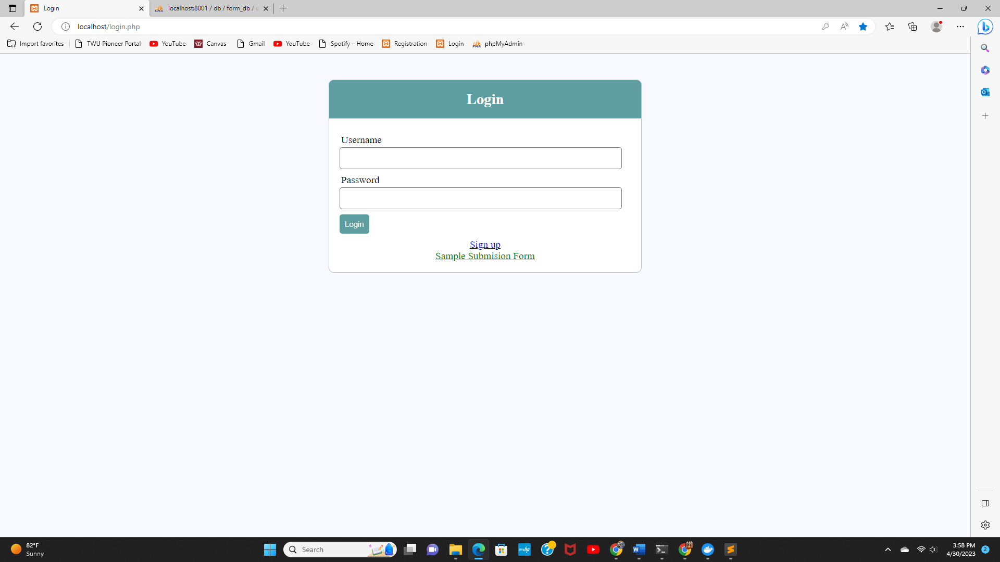 Login
localhost:8001 / db / form_db / u
localhost/login.php
Import favorites
TWU Pioneer Portal
YouTube
Canvas
Gmail
YouTube
Spotify – Home
Registration
Login
phpMyAdmin
Login
Username
Password
Login
Sign up
Sample Submision Form
82°F
Sunny
Search
myhp
3:58 PM
4/30/2023
2